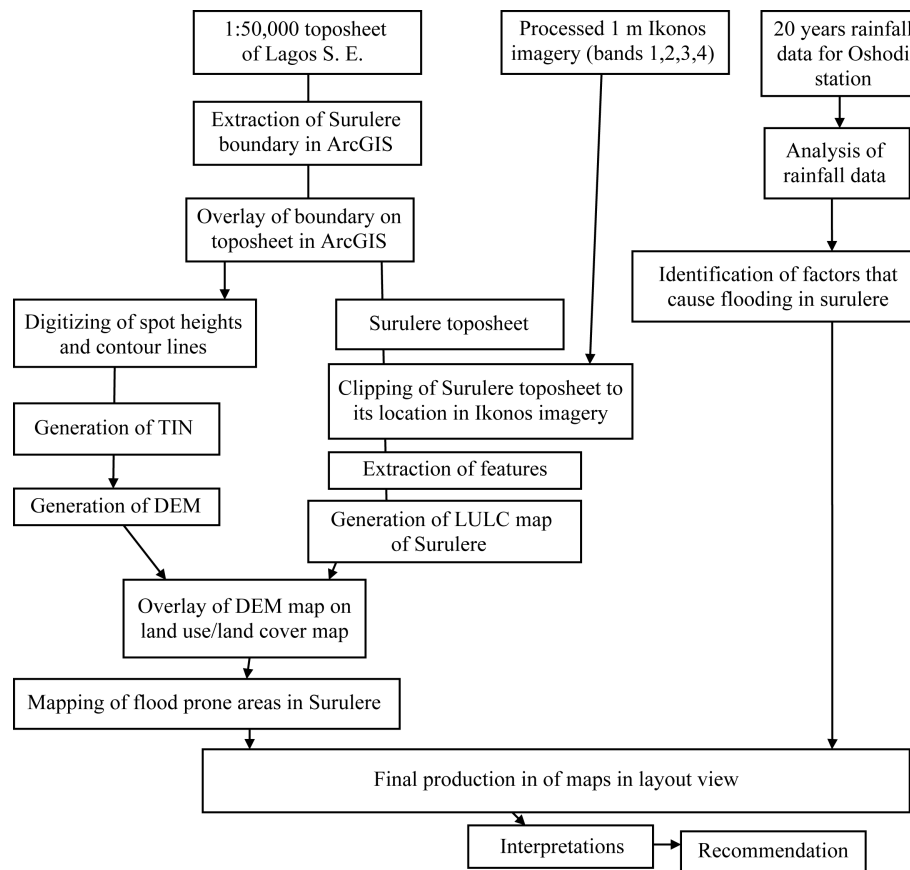 1:50,000 toposheet
of Lagos S. E.
Processed 1 m Ikonos
imagery (bands 1,2,3,4)
20 years rainfall
data for Oshodi
station
Extraction of Surulere
boundary in ArcGIS
Analysis of
rainfall data
Overlay of boundary on
toposheet in ArcGIS
Identification of factors that
cause flooding in surulere
Digitizing of spot heights
and contour lines
Surulere toposheet
Clipping of Surulere toposheet to
its location in Ikonos imagery
Generation of TIN
Extraction of features
Generation of DEM
Generation of LULC map
of Surulere
Overlay of DEM map on
land use/land cover map
Mapping of flood prone areas in Surulere
Final production in of maps in layout view
Interpretations
Recommendation